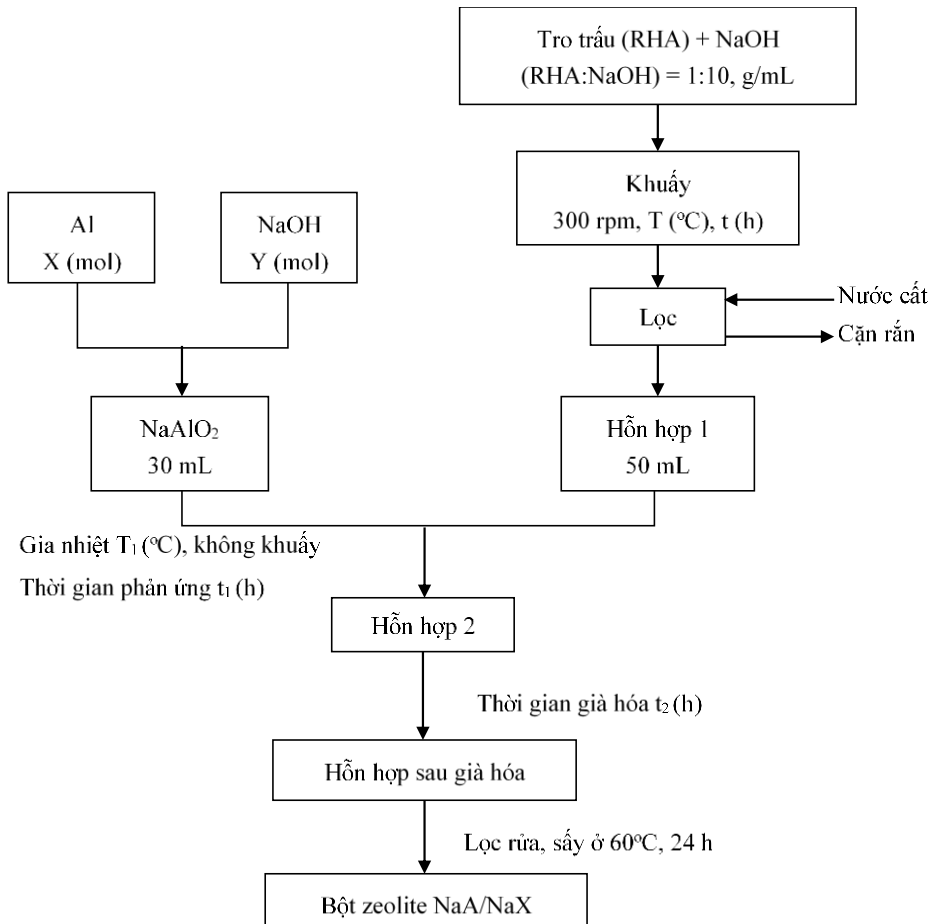 Tro trấu (RHA) + NaOH
(RHA:NaOH) = 1:10, g/mL
Khuấy
300 rpm, T (°C), t (h)
Al
X (mol)
NaOH
Y (mol)
Lọc
Nước cất
Cặn rắn
NaAlO₂
30 mL
Hỗn hợp 1
50 mL
Gia nhiệt T₁ (°C), không khuấy
Thời gian phản ứng t₁ (h)
Hỗn hợp 2
Thời gian già hóa t₂ (h)
Hỗn hợp sau già hóa
Lọc rửa, sấy ở 60°C, 24 h
Bột zeolite NaA/NaX